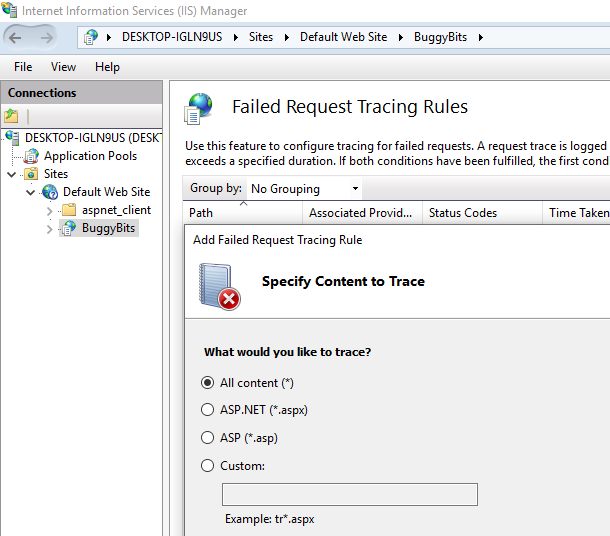 Internet Information Services (IIS) Manager
DESKTOP-IGLN9US
Sites
Default Web Site
BuggyBits
File View Help
Connections
DESKTOP-IGLN9US (DESKT
Application Pools
Sites
Default Web Site
aspnet_client
BuggyBits
Failed Request Tracing Rules
Use this feature to configure tracing for failed requests. A request trace is logged
exceeds a specified duration. If both conditions have been fulfilled, the first cond
Group by: No Grouping
Path Associated Provid... Status Codes Time Taken
Add Failed Request Tracing Rule
Specify Content to Trace
What would you like to trace?
All content (*)
ASP.NET (*.aspx)
ASP (*.asp)
Custom:
Example: tr*.aspx